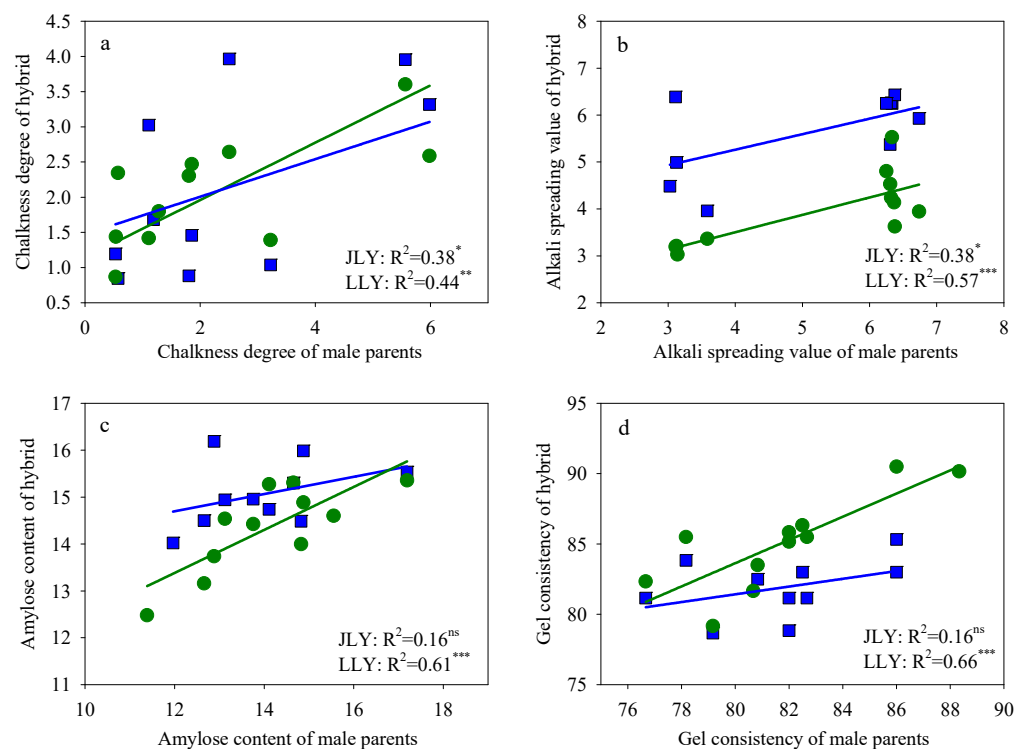 a
4.5
4.0
3.5
3.0
2.5
2.0
1.5
1.0
0.5
Chalkness degree of hybrid
JLY: R²=0.38*
LLY: R²=0.44**
0 2 4 6
Chalkness degree of male parents
b
8
7
6
5
4
3
2
Alkali spreading value of hybrid
JLY: R²=0.38*
LLY: R²=0.57***
2 3 4 5 6 7 8
Alkali spreading value of male parents
c
17
16
15
14
13
12
11
Amylose content of hybrid
JLY: R²=0.16ns
LLY: R²=0.61***
10 12 14 16 18
Amylose content of male parents
d
95
90
85
80
75
Gel consistency of hybrid
JLY: R²=0.16ns
LLY: R²=0.66***
76 78 80 82 84 86 88 90
Gel consistency of male parents